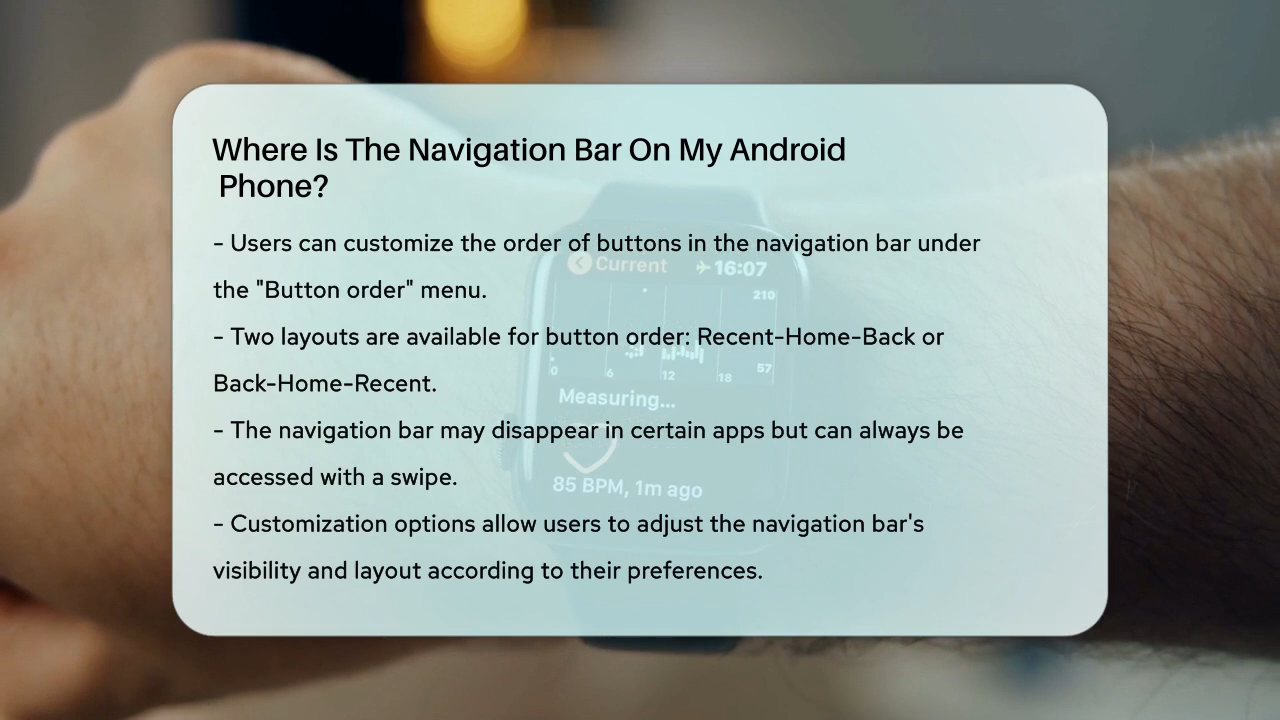 Where Is The Navigation Bar On My Android
Phone?
- Users can customize the order of buttons in the navigation bar under
the "Button order" menu.
- Two layouts are available for button order: Recent-Home-Back or
Back-Home-Recent.
- The navigation bar may disappear in certain apps but can always be
accessed with a swipe.
- Customization options allow users to adjust the navigation bar's
visibility and layout according to their preferences.
Current 16:07
210
57
0 6 12 18
Measuring...
85 BPM, 1m ago